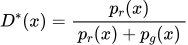 D*(x) = p_r(x) / (p_r(x) + p_g(x))